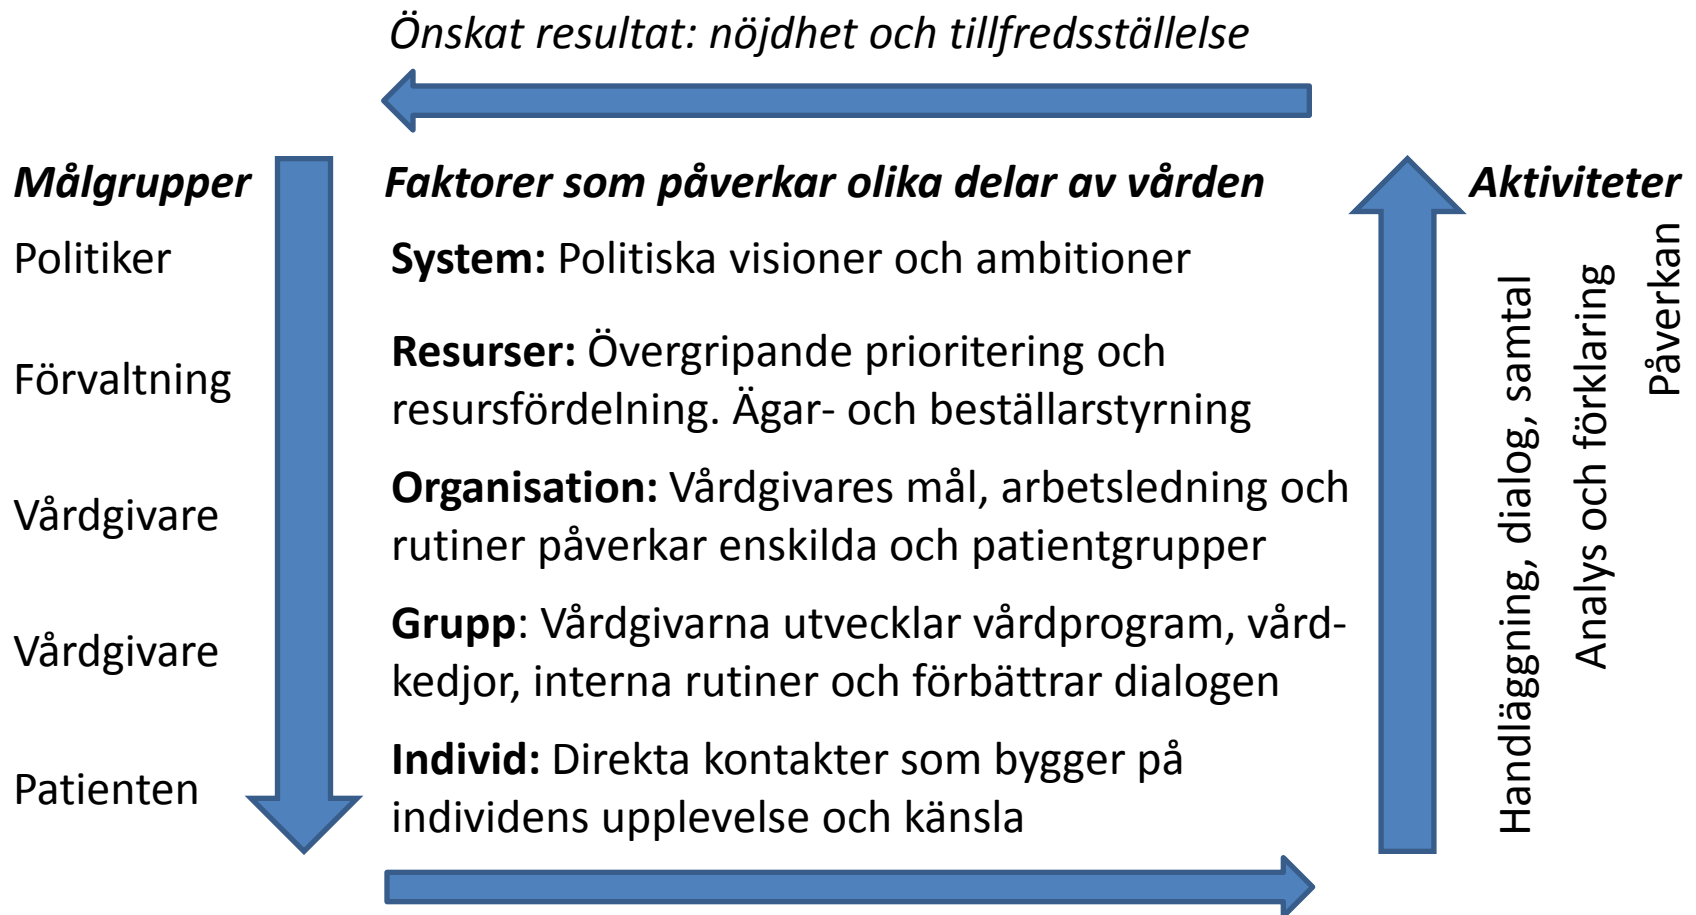 Önskat resultat: nöjdhet och tillfredsställelse
Målgrupper
Faktorer som påverkar olika delar av vården
Aktiviteter
Politiker
System: Politiska visioner och ambitioner
Förvaltning
Resurser: Övergripande prioritering och
resursfördelning. Ägar- och beställarstyrning
Vårdgivare
Organisation: Vårdgivares mål, arbetsledning och
rutiner påverkar enskilda och patientgrupper
Vårdgivare
Grupp: Vårdgivarna utvecklar vårdprogram, vård-
kedjor, interna rutiner och förbättrar dialogen
Patienten
Individ: Direkta kontakter som bygger på
individens upplevelse och känsla
Handläggning, dialog, samtal
Analys och förklaring
Påverkan